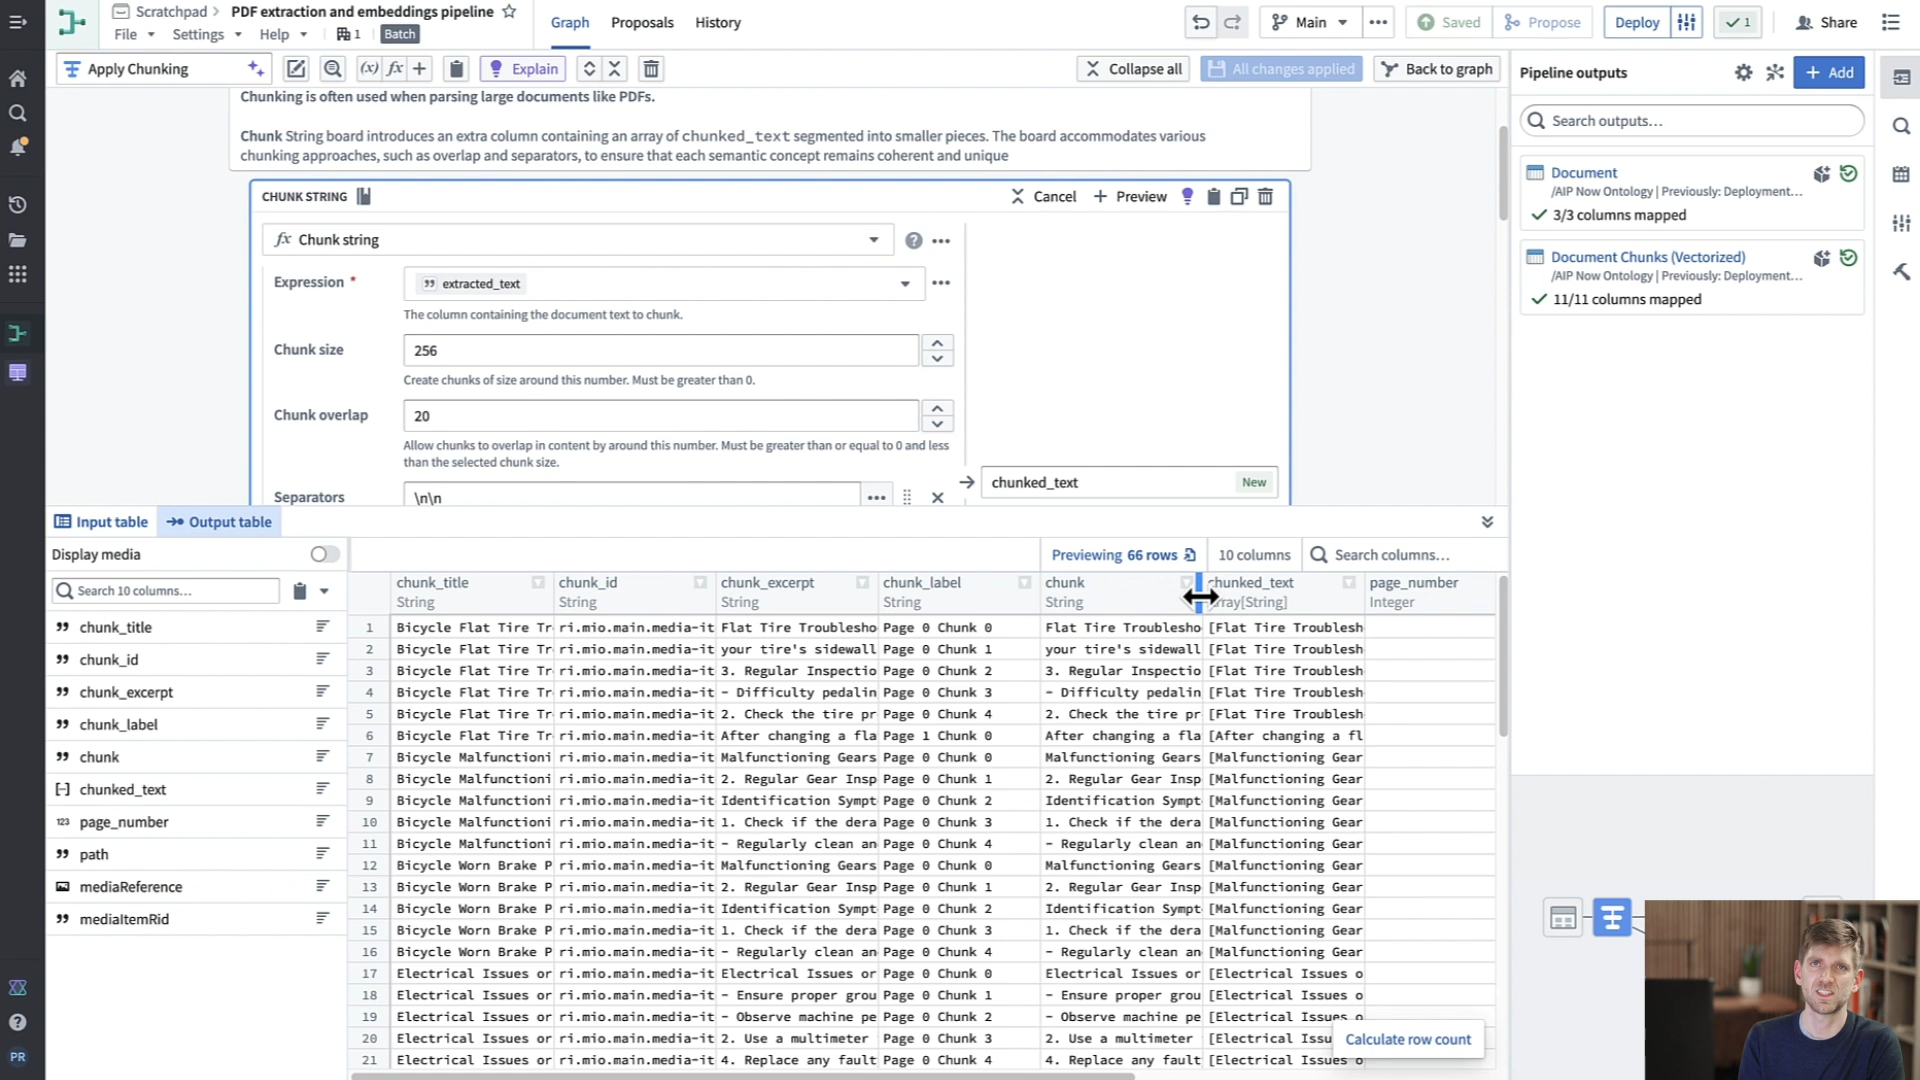 Scratchpad
PDF extraction and embeddings pipeline
File
Settings
Help
1
Batch
Graph
Proposals
History
Main
Saved
Propose
Deploy
1
Share
Apply Chunking
(x)
fx
Explain
Collapse all
All changes applied
Back to graph
Pipeline outputs
Add
Search outputs...
Document
/AIP Now Ontology | Previously: Deployment...
3/3 columns mapped
Document Chunks (Vectorized)
/AIP Now Ontology | Previously: Deployment...
11/11 columns mapped
Chunking is often used when parsing large documents like PDFs.
Chunk String board introduces an extra column containing an array of chunked_text segmented into smaller pieces. The board accommodates various
chunking approaches, such as overlap and separators, to ensure that each semantic concept remains coherent and unique
CHUNK STRING
Cancel
Preview
fx Chunk string
Expression *
extracted_text
The column containing the document text to chunk.
Chunk size
256
Create chunks of size around this number. Must be greater than 0.
Chunk overlap
20
Allow chunks to overlap in content by around this number. Must be greater than or equal to 0 and less
than the selected chunk size.
Separators
\n\n
chunked_text
New
Input table
Output table
Display media
Previewing 66 rows
10 columns
Search columns...
Search 10 columns...
chunk_title
chunk_id
chunk_excerpt
chunk_label
chunk
chunked_text
123 page_number
path
mediaReference
mediaItemRid
chunk_title chunk_id chunk_excerpt chunk_label chunk chunked_text page_number
String String String String String rray[String] Integer
1 Bicycle Flat Tire Tr ri.mio.main.media-it Flat Tire Troublesho Page 0 Chunk 0 Flat Tire Troublesho [Flat Tire Troublesh
2 Bicycle Flat Tire Tr ri.mio.main.media-it your tire's sidewall Page 0 Chunk 1 your tire's sidewall [Flat Tire Troublesh
3 Bicycle Flat Tire Tr ri.mio.main.media-it 3. Regular Inspectio Page 0 Chunk 2 3. Regular Inspectio [Flat Tire Troublesh
4 Bicycle Flat Tire Tr ri.mio.main.media-it - Difficulty pedalin Page 0 Chunk 3 - Difficulty pedalin [Flat Tire Troublesh
5 Bicycle Flat Tire Tr ri.mio.main.media-it 2. Check the tire pr Page 0 Chunk 4 2. Check the tire pr [Flat Tire Troublesh
6 Bicycle Flat Tire Tr ri.mio.main.media-it After changing a fla Page 1 Chunk 0 After changing a fla [After changing a fl
7 Bicycle Malfunctioni ri.mio.main.media-it Malfunctioning Gears Page 0 Chunk 0 Malfunctioning Gears [Malfunctioning Gear
8 Bicycle Malfunctioni ri.mio.main.media-it 2. Regular Gear Insp Page 0 Chunk 1 2. Regular Gear Insp [Malfunctioning Gear
9 Bicycle Malfunctioni ri.mio.main.media-it Identification Sympt Page 0 Chunk 2 Identification Sympt [Malfunctioning Gear
10 Bicycle Malfunctioni ri.mio.main.media-it 1. Check if the dera Page 0 Chunk 3 1. Check if the dera [Malfunctioning Gear
11 Bicycle Malfunctioni ri.mio.main.media-it - Regularly clean an Page 0 Chunk 4 - Regularly clean an [Malfunctioning Gear
12 Bicycle Worn Brake P ri.mio.main.media-it Malfunctioning Gears Page 0 Chunk 0 Malfunctioning Gears [Malfunctioning Gear
13 Bicycle Worn Brake P ri.mio.main.media-it 2. Regular Gear Insp Page 0 Chunk 1 2. Regular Gear Insp [Malfunctioning Gear
14 Bicycle Worn Brake P ri.mio.main.media-it Identification Sympt Page 0 Chunk 2 Identification Sympt [Malfunctioning Gear
15 Bicycle Worn Brake P ri.mio.main.media-it 1. Check if the dera Page 0 Chunk 3 1. Check if the dera [Malfunctioning Gear
16 Bicycle Worn Brake P ri.mio.main.media-it - Regularly clean an Page 0 Chunk 4 - Regularly clean an [Malfunctioning Gear
17 Electrical Issues or ri.mio.main.media-it Electrical Issues or Page 0 Chunk 0 Electrical Issues or [Electrical Issues o
18 Electrical Issues or ri.mio.main.media-it - Ensure proper grou Page 0 Chunk 1 - Ensure proper grou [Electrical Issues o
19 Electrical Issues or ri.mio.main.media-it - Observe machine pe Page 0 Chunk 2 - Observe machine pe [Electrical Issues o
20 Electrical Issues or ri.mio.main.media-it 2. Use a multimeter Page 0 Chunk 3 2. Use a multimeter [Electrical Issu
21 Electrical Issues or ri.mio.main.media-it 4. Replace any fault Page 0 Chunk 4 4. Replace any fault [Electrical Issues o
Calculate row count
PR